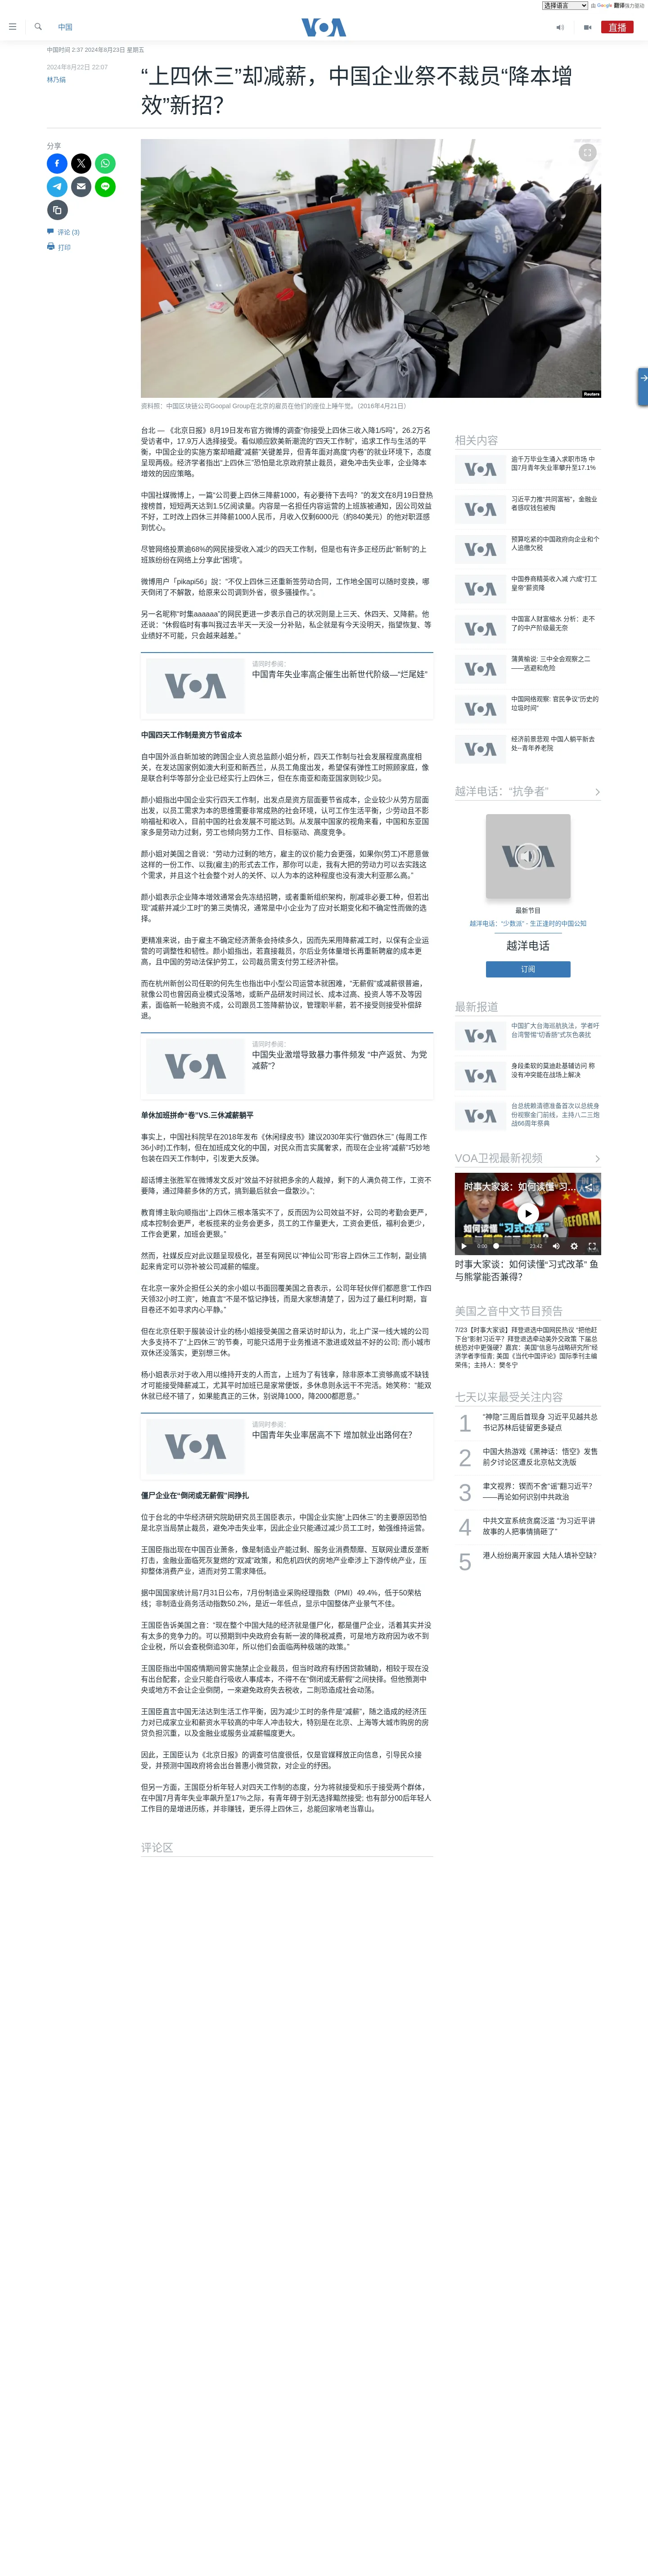 选择语言
由 Google 翻译强力驱动
中国
VOA
直播
中国时间 2:37 2024年8月23日 星期五
2024年8月22日 22:07
林乃绢
“上四休三”却减薪，中国企业祭不裁员“降本增
效”新招？
分享
评论 (3)
打印
Reuters
资料照：中国区块链公司Goopal Group在北京的雇员在他们的座位上睡午觉。（2016年4月21日）
台北 — 《北京日报》8月19日发布官方微博的调查“你接受上四休三收入降1/5吗”，26.2万名
受访者中，17.9万人选择接受。看似顺应欧美新潮流的“四天工作制”，追求工作与生活的平
衡，中国企业的实施方案却暗藏“减薪”关键差异，但青年面对高度“内卷”的就业环境下，态度
呈现两极。经济学者指出“上四休三”恐怕是北京政府禁止裁员，避免冲击失业率，企业降本
增效的因应策略。
中国社媒微博上，一篇“公司要上四休三降薪1000，有必要待下去吗？”的发文在8月19日登热
搜榜首，短短两天达到1.5亿阅读量。内容是一名担任内容运营的上班族被通知，因公司效益
不好，工时改上四休三并降薪1000人民币，月收入仅剩6000元（约840美元）的他对职涯感
到忧心。
尽管网络投票逾68%的网民接受收入减少的四天工作制，但是也有许多正经历此“新制”的上
班族纷纷在网络上分享此“困境”。
微博用户「pikapi56」說：“不仅上四休三还重新签劳动合同，工作地全国可以随时变换，哪
天倒闭了不解散，给原来公司调到外省，很多骚操作。”。
另一名昵称“时集aaaaaa”的网民更进一步表示自己的状况则是上三天、休四天、又降薪。他
还说：“休假临时有事叫我过去半天一天没一分补贴，私企就是有今天没明天，指望恢复、等
业绩好不可能，只会越来越差。”
VOA
请同时参阅：
中国青年失业率高企催生出新世代阶级—“烂尾娃”
中国四天工作制是资方节省成本
自中国外派自新加坡的跨国企业人资总监颜小姐分析，四天工作制与社会发展程度高度相
关，在发达国家例如澳大利亚和新西兰，从员工角度出发，希望保有弹性工时照顾家庭，像
是联合利华等部分企业已经实行上四休三，但在东南亚和南亚国家则较少见。
颜小姐指出中国企业实行四天工作制，出发点是资方层面要节省成本，企业较少从劳方层面
出发，以员工需求为本的思维需要非常成熟的社会环境，认可工作生活平衡，少劳动且不影
响福祉和收入，目前中国的社会发展不可能达到。从发展中国家的视角来看，中国和东亚国
家多是劳动力过剩，劳工也倾向努力工作、目标驱动、高度竞争。
颜小姐对美国之音说：“劳动力过剩的地方，雇主的议价能力会更强，如果你(劳工)不愿意做
这样的一份工作、以我(雇主)的形式去工作，那你可以走，我有大把的劳动力可以去实践这
个需求，并且这个社会整个对人的关怀、以人为本的这种程度也没有澳大利亚那么高。”
颜小姐表示企业降本增效通常会先冻结招聘，或者重新组织架构，削减非必要工种，但若出
现“减薪并减少工时”的第三类情况，通常是中小企业为了应对长期变化和不确定性而做的选
择。
更精准来说，由于雇主不确定经济萧条会持续多久，因而先采用降薪减工时，以保有企业运
营的可调整性和韧性。颜小姐指出，若直接裁员，尔后业务体量增长再重新聘雇的成本更
高，且中国的劳动法保护劳工，公司裁员需支付劳工经济补偿。
而在杭州新创公司任职的何先生也指出中小型公司运营本就困难，“无薪假”或减薪很普遍，
就像公司也曾因商业模式没落地，或新产品研发时间过长、成本过高、投资人等不及等因
素，面临新一轮融资不成，公司跟员工签降薪协议，管理职半薪，若不接受则接受补偿辞
退。
VOA
请同时参阅：
中国失业激增导致暴力事件频发 “中产返贫、为党
减薪”？
单休加班拼命“卷”VS.三休减薪躺平
事实上，中国社科院早在2018年发布《休闲绿皮书》建议2030年实行“做四休三” (每周工作
36小时)工作制，但在加班成文化的中国，对民众而言实属奢求，而现在企业将“减薪”巧妙地
包装在四天工作制中，引发更大反弹。
超话博主张胜军在微博发文反对“效益不好就把多余的人裁掉，剩下的人满负荷工作，工资不
要降，通过降薪多休的方式，搞到最后就会一盘散沙。”；
教育博主耿向顺指出“上四休三根本落实不了，反而因为公司效益不好，公司的考勤会更严，
成本控制会更严，老板揽来的业务会更多，员工的工作量更大，工资会更低，福利会更少，
工作会更累，加班会更狠。”
然而，社媒反应对此议题呈现极化，甚至有网民以“神仙公司”形容上四休三工作制，副业搞
起来肯定可以弥补被公司减薪的幅度。
在北京一家外企担任公关的余小姐以书面回覆美国之音表示，公司年轻伙伴们都愿意“工作四
天领32小时工资”，她直言“不是不惦记挣钱，而是大家想清楚了，因为过了最红利时期，盲
目卷还不如寻求内心平静。”
但在北京任职于服装设计业的杨小姐接受美国之音采访时却认为，北上广深一线大城的公司
大多支持不了“上四休三”的节奏，可能只适用于业务推进不激进或效益不好的公司; 而小城市
双休还没落实，更别想三休。
杨小姐表示对于收入用以维持开支的人而言，上班为了有钱拿，除非原本工资够高或不缺钱
才可能接受降薪减工，尤其平时加班已是家常便饭，多休息则永远干不完活。她笑称：“能双
休就已经不错了，如果能真正的三休，别说降1000，降2000都愿意。”
VOA
请同时参阅：
中国青年失业率居高不下 增加就业出路何在？
僵尸企业在“倒闭或无薪假”间挣扎
位于台北的中华经济研究院助研究员王国臣表示，中国企业实施“上四休三”的主要原因恐怕
是北京当局禁止裁员，避免冲击失业率，因此企业只能通过减少员工工时，勉强维持运营。
王国臣指出现在中国百业萧条，像是制造业产能过剩、服务业消费颓靡、互联网业遭反垄断
打击，金融业面临死灰复燃的“双减”政策，和危机四伏的房地产业牵涉上下游传统产业，压
抑整体消费产业，进而对劳工需求降低。
据中国国家统计局7月31日公布，7月份制造业采购经理指数（PMI）49.4%，低于50荣枯
线；非制造业商务活动指数50.2%，是近一年低点，显示中国整体产业景气不佳。
王国臣告诉美国之音：“现在整个中国大陆的经济就是僵尸化，都是僵尸企业，活着其实并没
有太多的竞争力的。可以预期到中央政府会有新一波的降税减费，可是地方政府因为收不到
企业税，所以会查税倒追30年，所以他们会面临两种极端的政策。”
王国臣指出中国疫情期间曾实施禁止企业裁员，但当时政府有纾困贷款辅助，相较于现在没
有出台配套，企业只能自行吸收人事成本，不得不在“倒闭或无薪假”之间抉择。但他预测中
央或地方不会让企业倒闭，一来避免政府失去税收，二则恐造成社会动荡。
王国臣直言中国无法达到生活工作平衡，因为减少工时的条件是“减薪”，随之造成的经济压
力对已成家立业和薪资水平较高的中年人冲击较大，特别是在北京、上海等大城市购房的房
贷负担沉重，以及金融业或服务业减薪幅度更大。
因此，王国臣认为《北京日报》的调查可信度很低，仅是官媒释放正向信息，引导民众接
受，并预测中国政府将会出台普惠小微贷款，对企业的纾困。
但另一方面，王国臣分析年轻人对四天工作制的态度，分为将就接受和乐于接受两个群体，
在中国7月青年失业率飙升至17％之际，有青年碍于别无选择黯然接受; 也有部分00后年轻人
工作目的是增进历练，并非赚钱，更乐得上四休三，总能回家啃老当靠山。
评论区
相关内容
VOA
逾千万毕业生涌入求职市场 中
国7月青年失业率攀升至17.1%
VOA
习近平力推“共同富裕”，金融业
者感叹钱包被掏
VOA
预算吃紧的中国政府向企业和个
人追缴欠税
VOA
中国券商精英收入减 六成“打工
皇帝”薪资降
VOA
中国富人财富缩水 分析：走不
了的中产阶级最无奈
VOA
蒲黄榆说: 三中全会观察之二
——逃避和危险
VOA
中国网络观察: 官民争议“历史的
垃圾时间”
VOA
经济前景悲观 中国人躺平新去
处--青年养老院
越洋电话：“抗争者”
VOA
最新节目
越洋电话：“少数派” - 生正逢时的中国公知
越洋电话
订阅
最新报道
VOA
中国扩大台海巡航执法，学者吁
台湾警惕“切香肠”式灰色袭扰
VOA
身段柔软的莫迪赴基辅访问 称
没有冲突能在战场上解决
VOA
台总统赖清德准备首次以总统身
份视察金门前线，主持八二三炮
战66周年祭典
VOA卫视最新视频
时事大家谈：如何读懂“习...
如何读懂“习式改革”
REFORM
0:00
23:42
时事大家谈：如何读懂“习式改革” 鱼
与熊掌能否兼得？
美国之音中文节目预告
7/23【时事大家谈】拜登退选中国网民热议 “把他赶
下台”影射习近平？拜登退选牵动美外交政策 下届总
统恐对中更强硬？嘉宾：美国“信息与战略研究所”经
济学者李恒青; 美国《当代中国评论》国际季刊主编
荣伟；主持人：樊冬宁
七天以来最受关注内容
1
“神隐”三周后首现身 习近平见越共总
书记苏林后徒留更多疑点
2
中国大热游戏《黑神话：悟空》发售
前夕讨论区遭反北京帖文洗版
3
聿文视界：锲而不舍“谣”翻习近平？
——再论如何识别中共政治
4
中共文宣系统贪腐泛滥 “为习近平讲
故事的人把事情搞砸了”
5
港人纷纷离开家园 大陆人填补空缺？